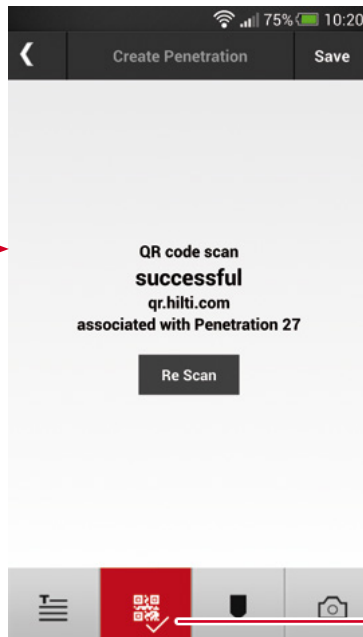 75% 10:20
Create Penetration Save
QR code scan
successful
qr.hilti.com
associated with Penetration 27
Re Scan
T